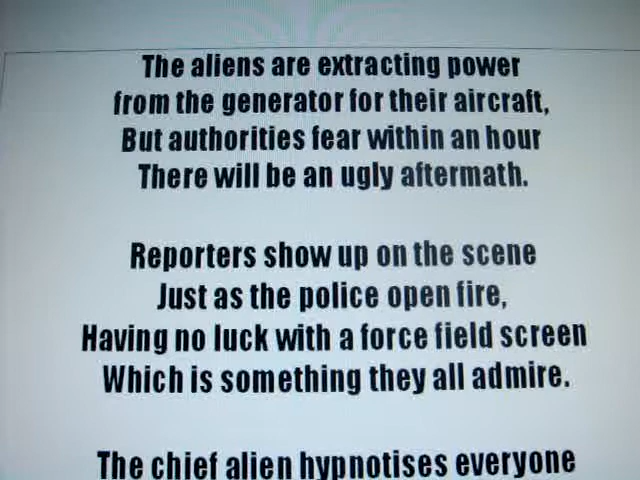 The aliens are extracting power
from the generator for their aircraft,
But authorities fear within an hour
There will be an ugly aftermath.
Reporters show up on the scene
Just as the police open fire,
Having no luck with a force field screen
Which is something they all admire.
The chief alien hypnotises everyone